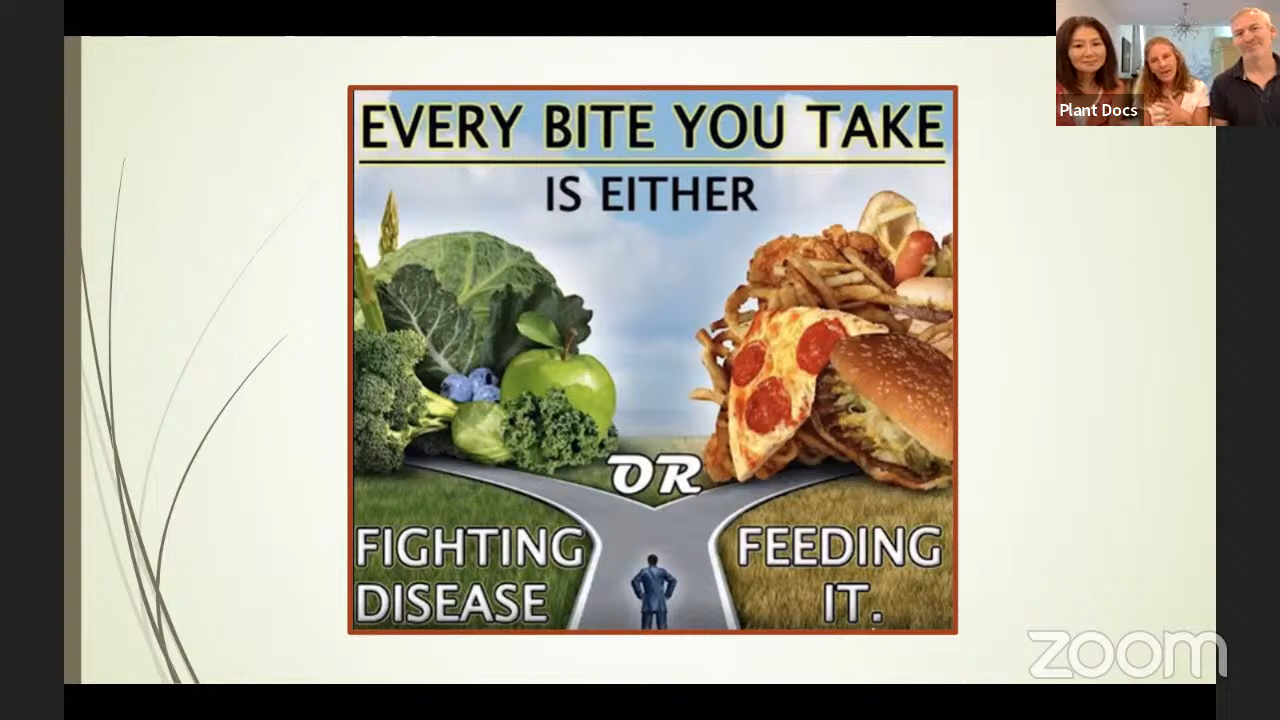 Plant Docs
EVERY BITE YOU TAKE
IS EITHER
OR
FIGHTING
DISEASE
FEEDING
IT.
zoom